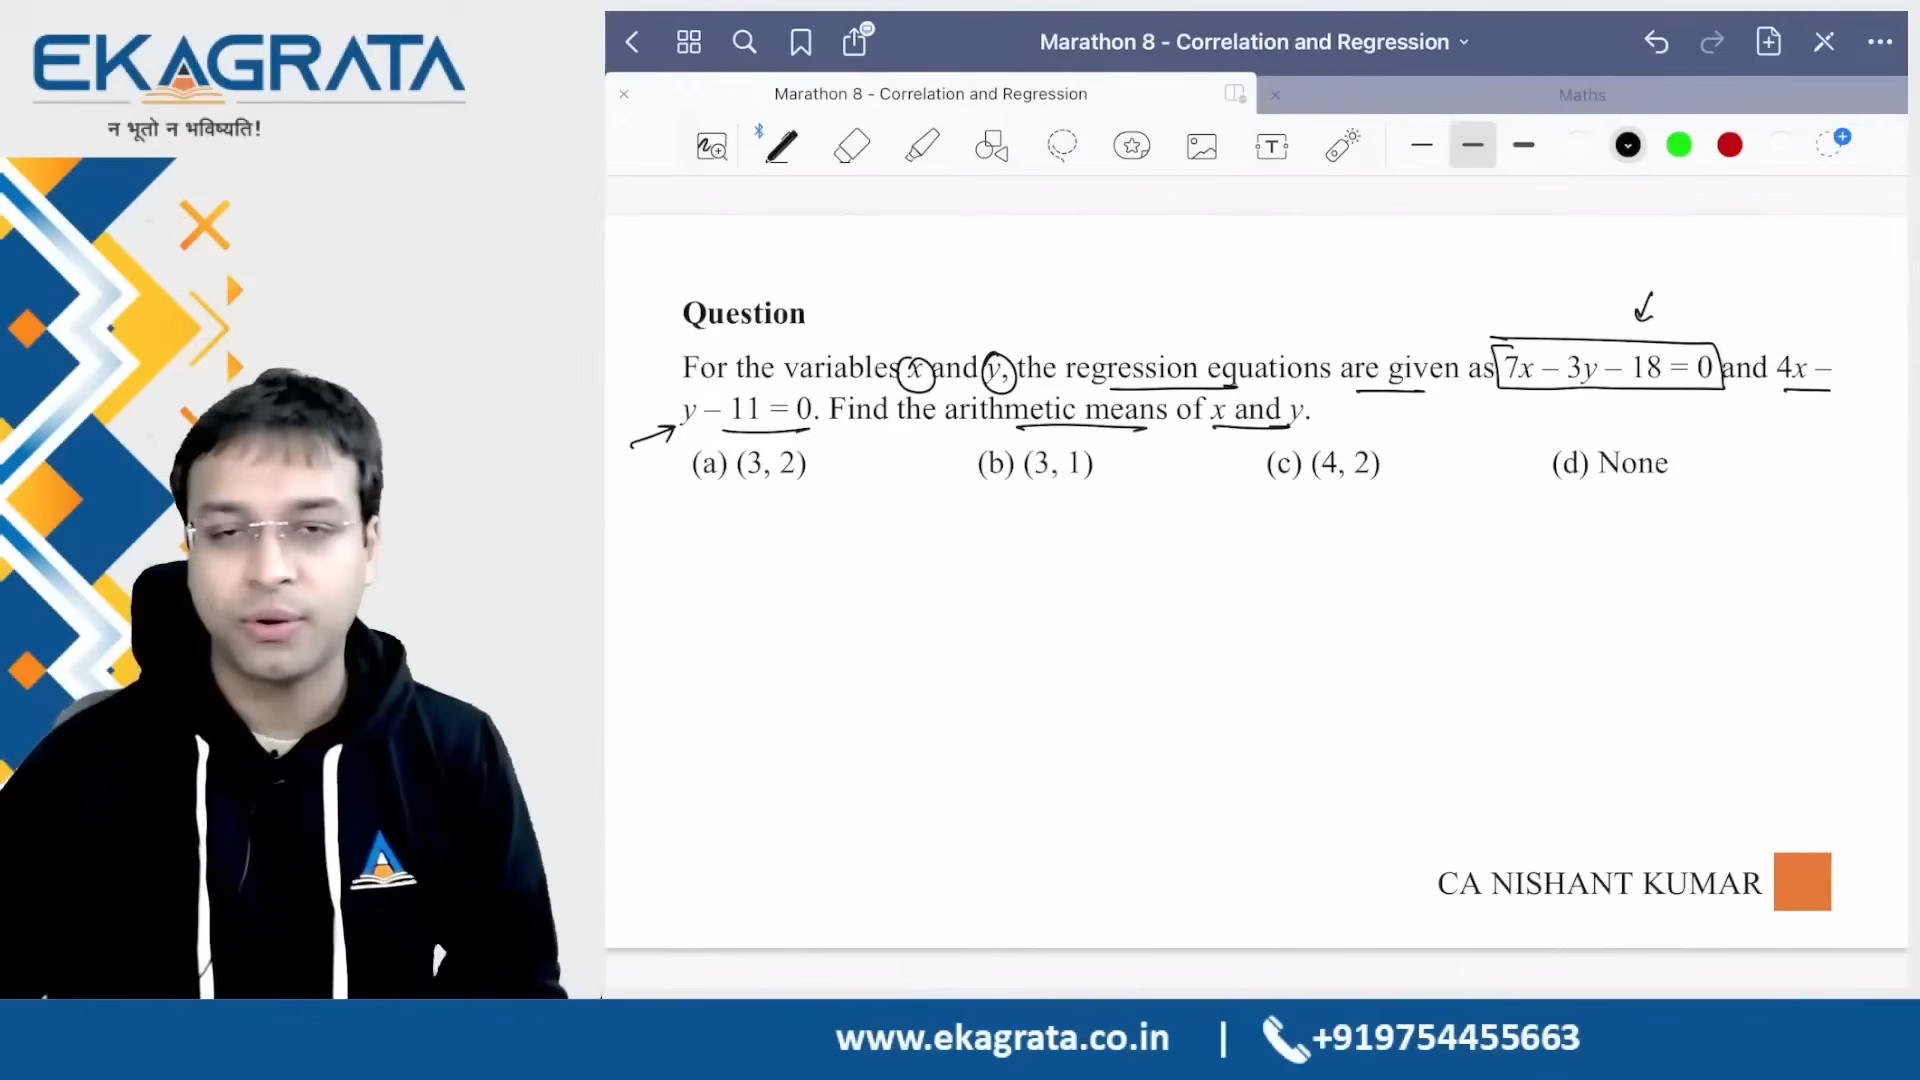 EKAGRATA
न भूतो न भविष्यति!
Marathon 8 - Correlation and Regression
Marathon 8 - Correlation and Regression
Maths
T
Question
For the variables x and y, the regression equations are given as 7x – 3y – 18 = 0 and 4x –
y – 11 = 0. Find the arithmetic means of x and y.
(a) (3, 2) (b) (3, 1) (c) (4, 2) (d) None
CA NISHANT KUMAR
www.ekagrata.co.in | +919754455663